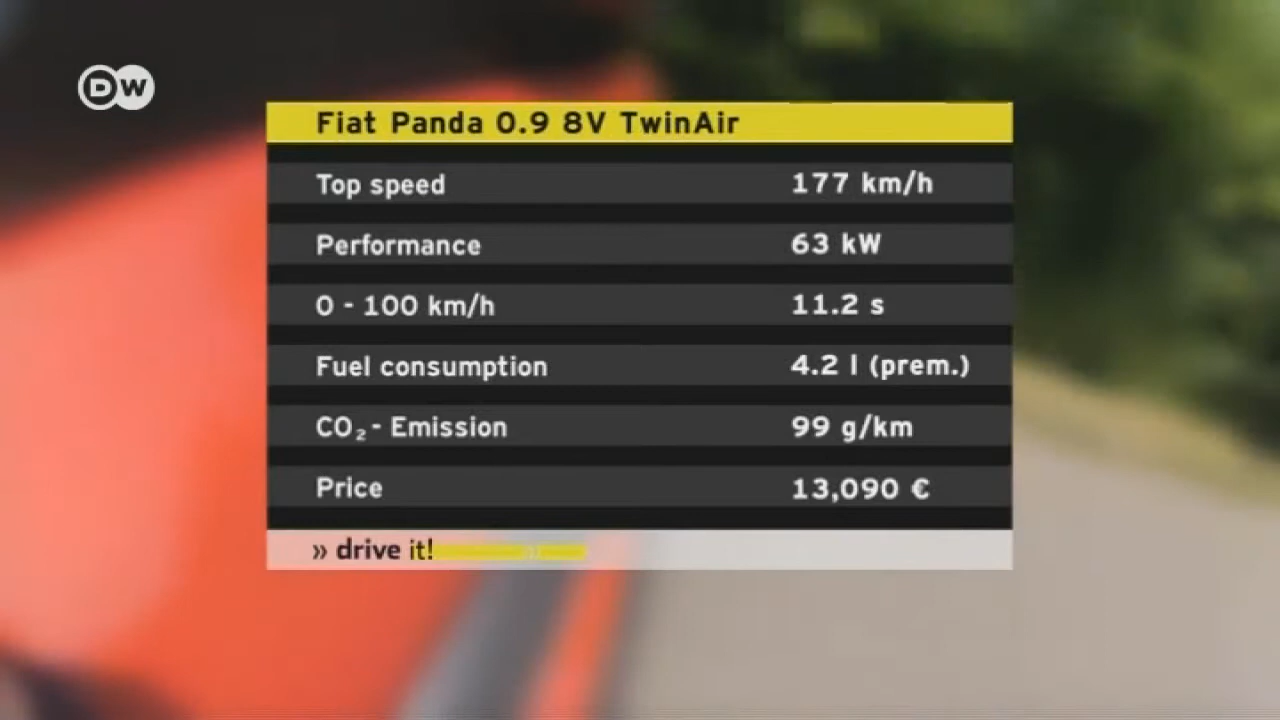 DW
Fiat Panda 0.9 8V TwinAir
Top speed 177 km/h
Performance 63 kW
0 - 100 km/h 11.2 s
Fuel consumption 4.2 l (prem.)
CO₂- Emission 99 g/km
Price 13,090 €
» drive it!